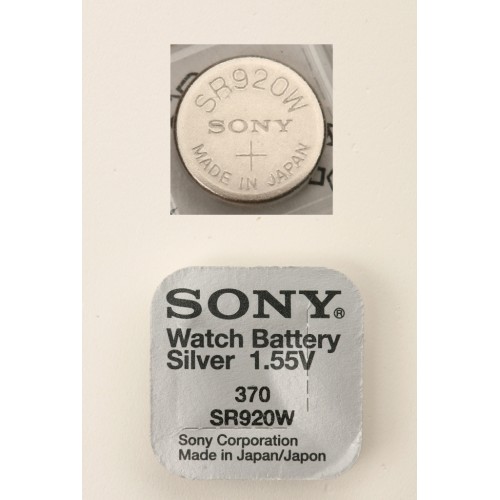 SR920W
SONY
+
MADE IN JAPAN
SONY®
Watch Battery
Silver 1.55V
370
SR920W
Sony Corporation
Made in Japan/Japon